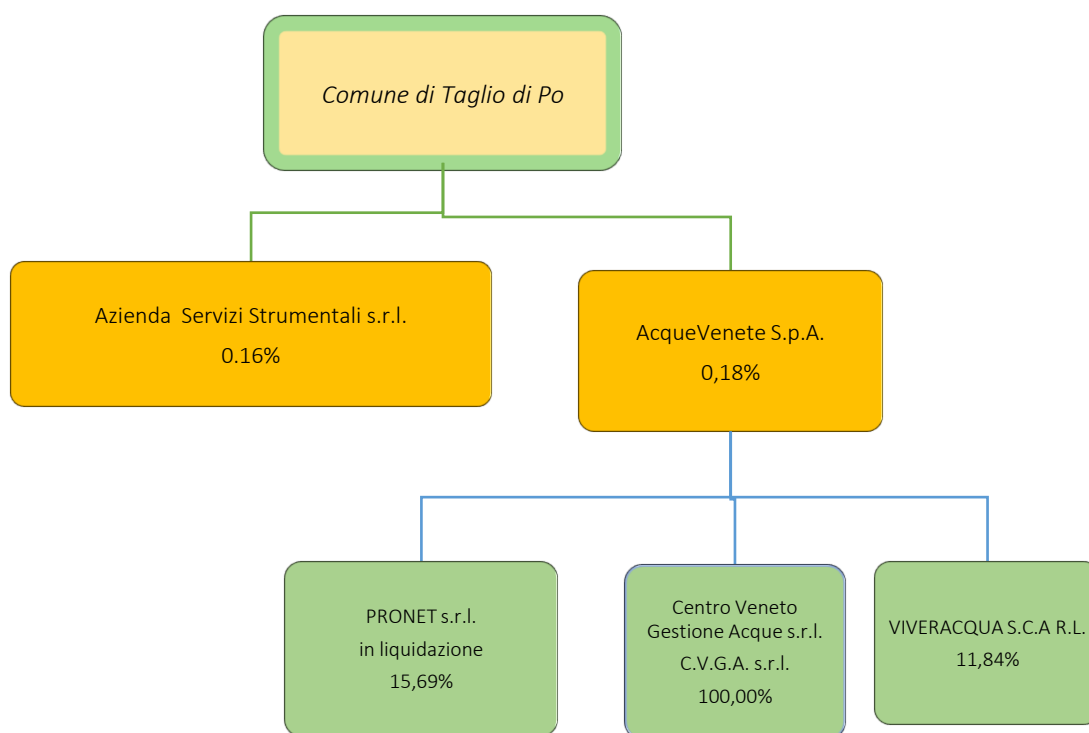 Comune di Taglio di Po
Azienda Servizi Strumentali s.r.l.
0.16%
AcqueVenete S.p.A.
0,18%
PRONET s.r.l.
in liquidazione
15,69%
Centro Veneto
Gestione Acque s.r.l.
C.V.G.A. s.r.l.
100,00%
VIVERACQUA S.C.A R.L.
11,84%